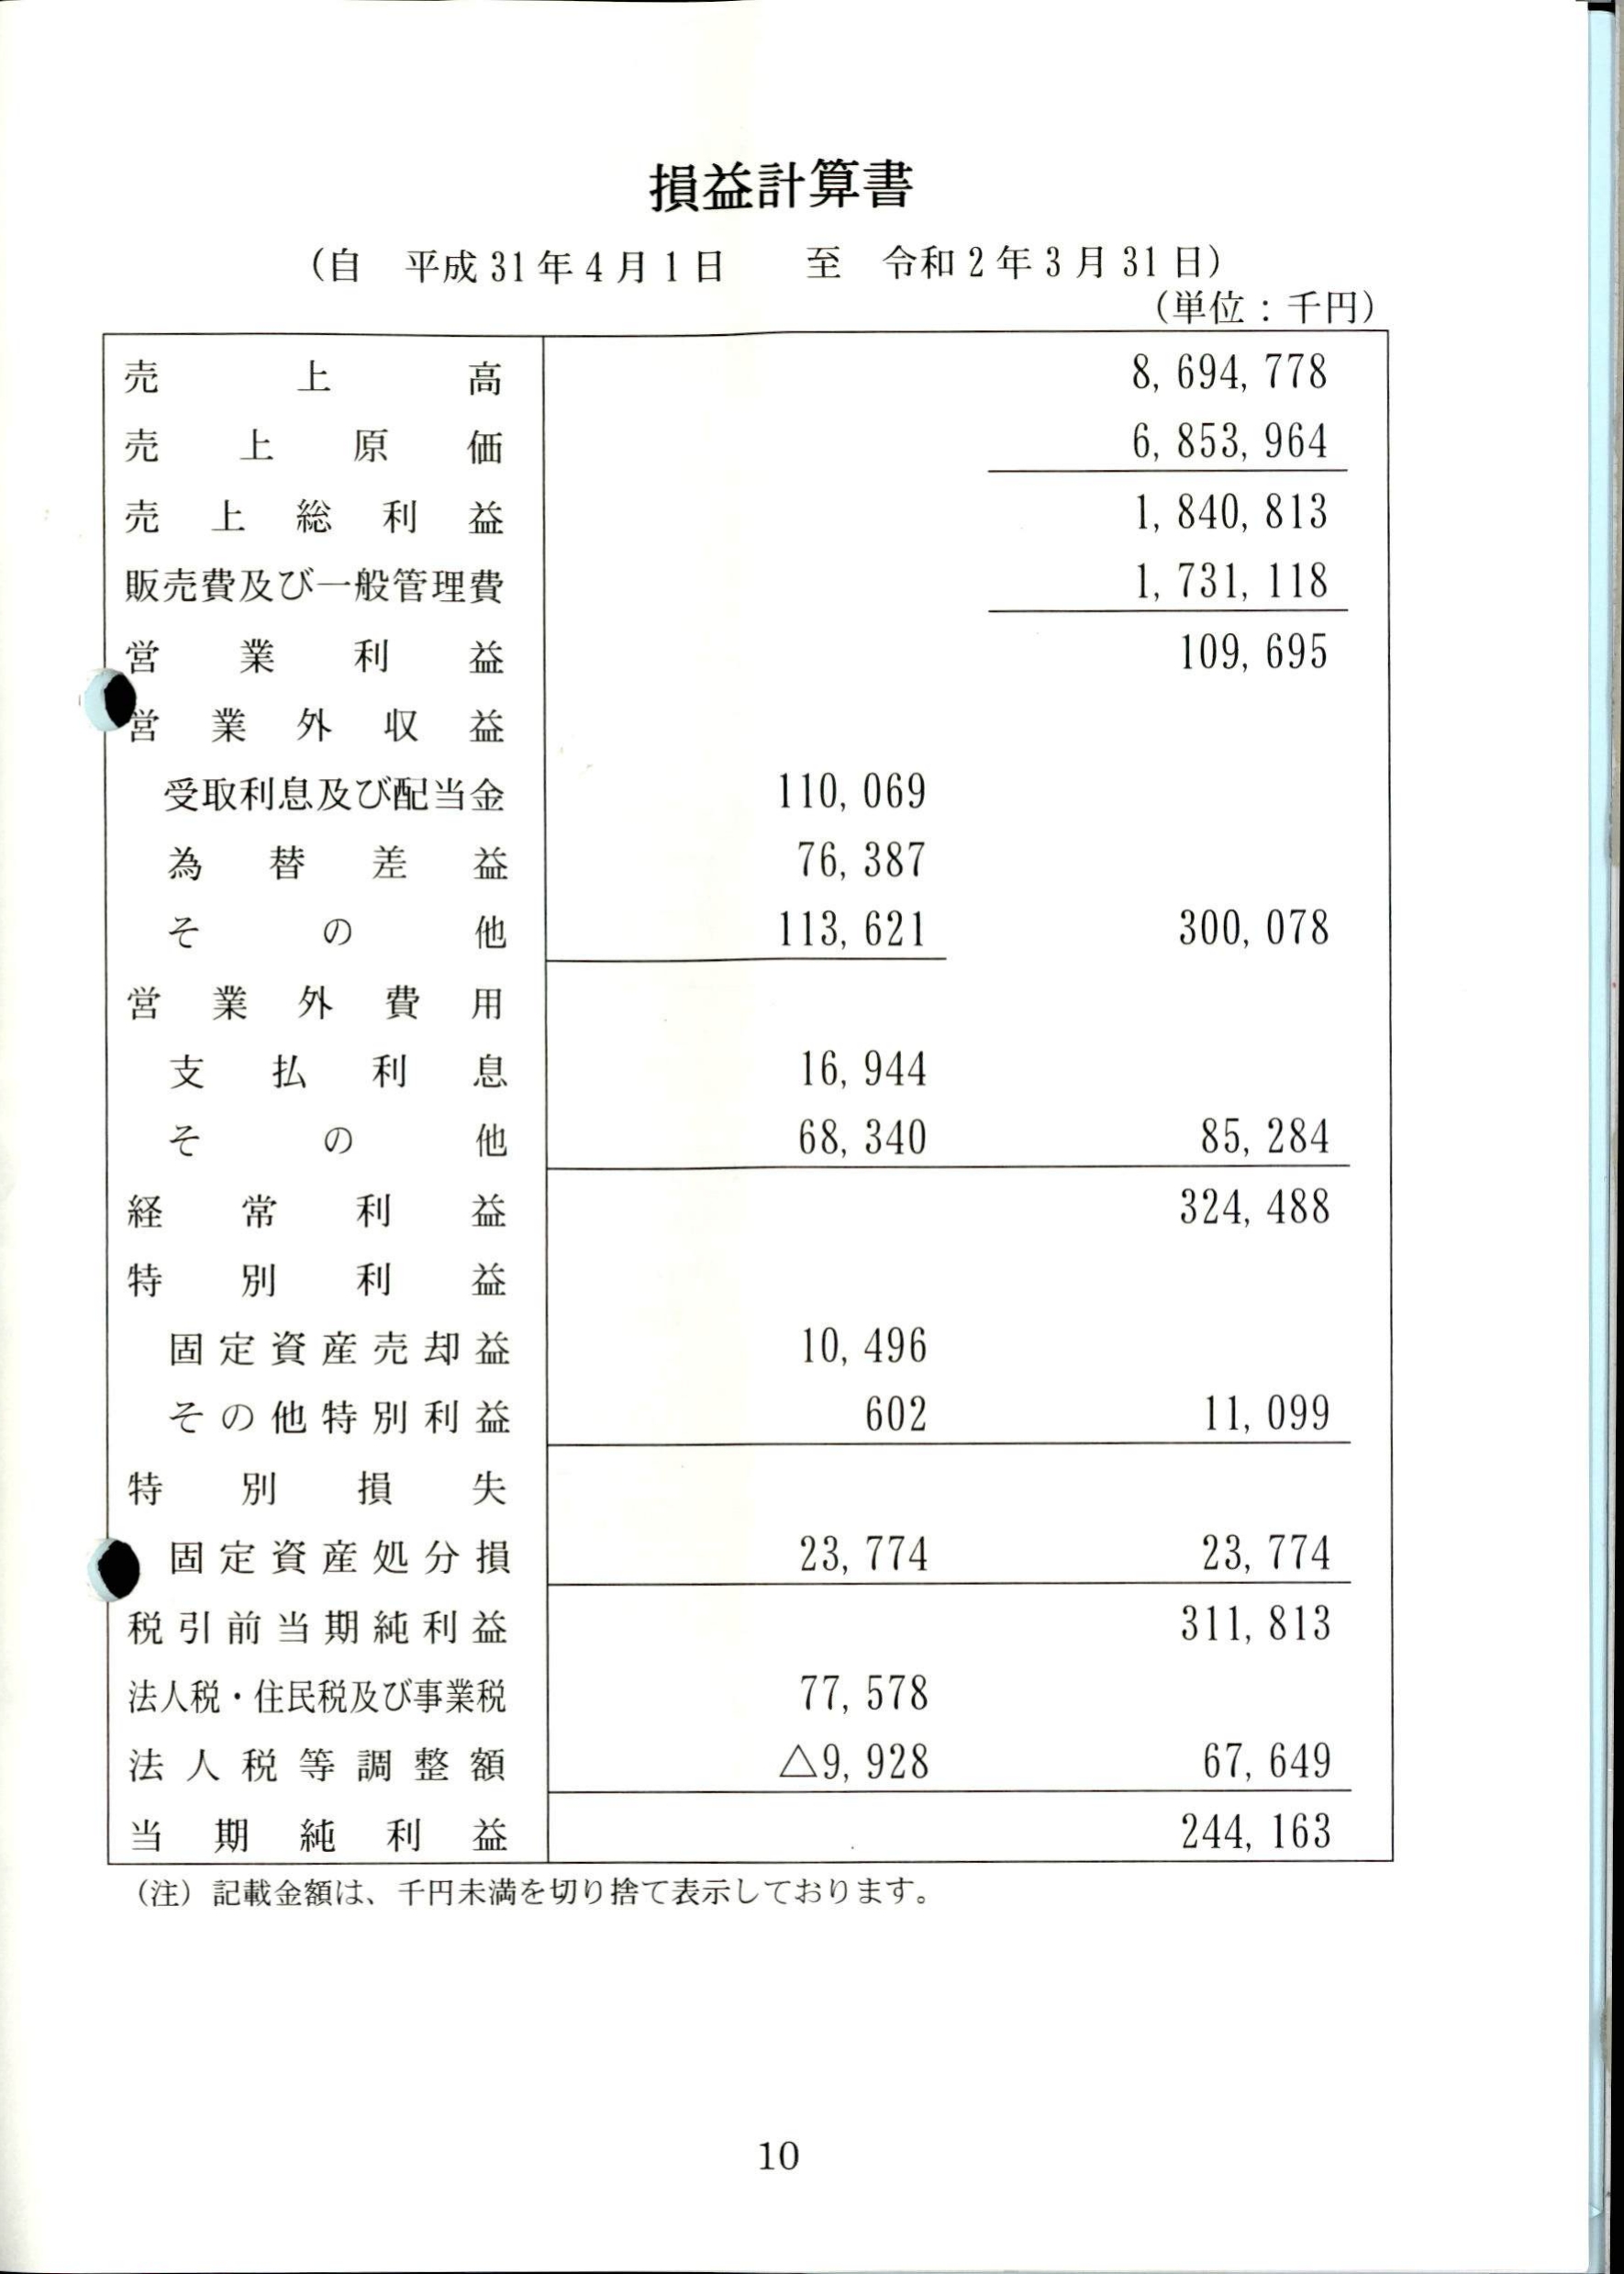 損益計算書
（自　平成31年4月1日　　至　令和2年3月31日）
（単位：千円）
売上高 8,694,778
売上原価 6,853,964
売上総利益 1,840,813
販売費及び一般管理費 1,731,118
営業利益 109,695
営業外収益
受取利息及び配当金 110,069
為替差益 76,387
その他 113,621 300,078
営業外費用
支払利息 16,944
その他 68,340 85,284
経常利益 324,488
特別利益
固定資産売却益 10,496
その他特別利益 602 11,099
特別損失
固定資産処分損 23,774 23,774
税引前当期純利益 311,813
法人税・住民税及び事業税 77,578
法人税等調整額 △9,928 67,649
当期純利益 244,163
（注）記載金額は、千円未満を切り捨て表示しております。
10